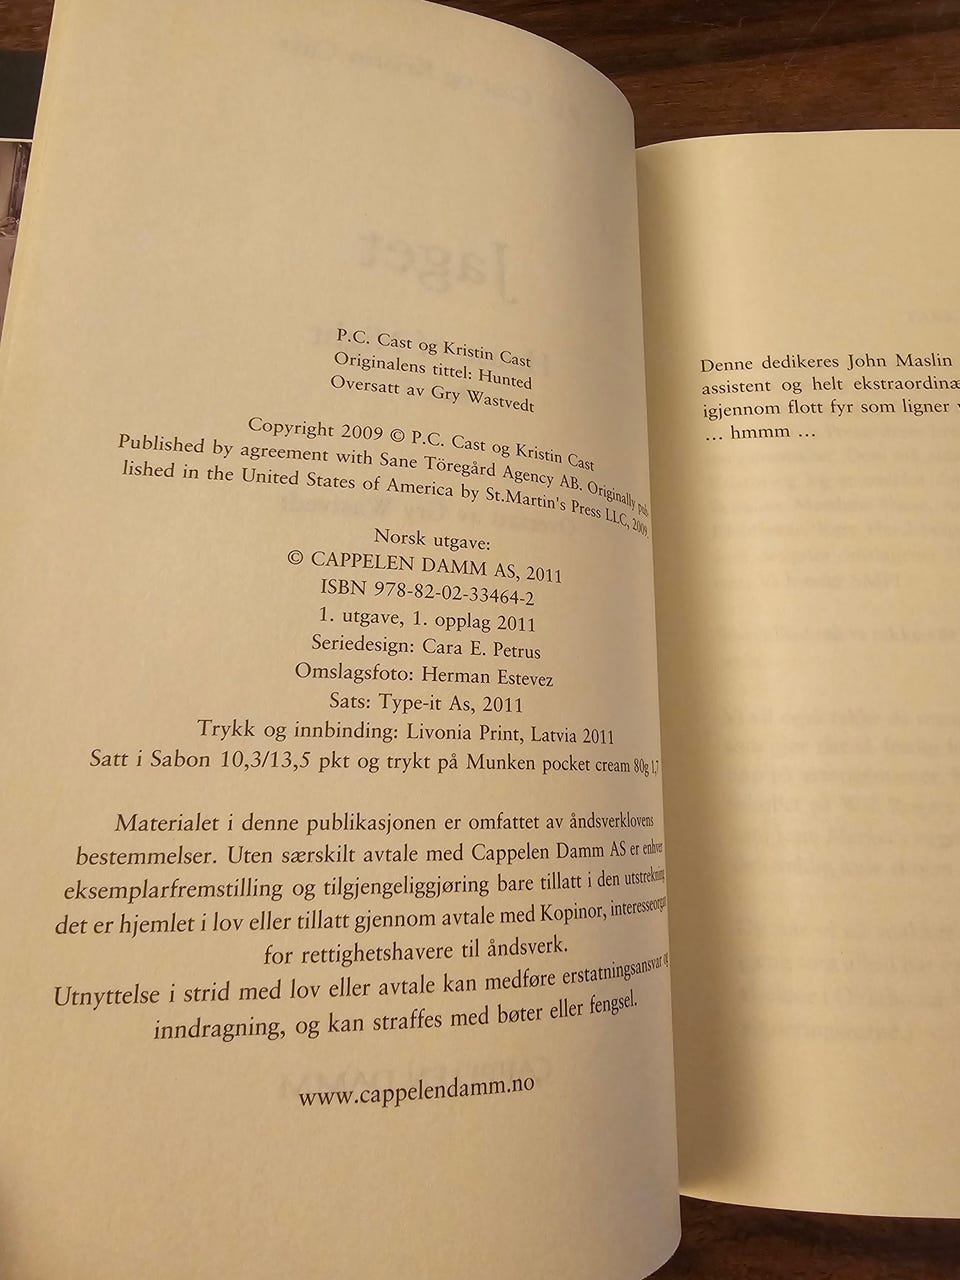 P.C. Cast og Kristin Cast
Originalens tittel: Hunted
Oversatt av Gry Wastvedt
Copyright 2009 © P.C. Cast og Kristin Cast
Published by agreement with Sane Töregård Agency AB. Originally pub-
lished in the United States of America by St.Martin's Press LLC, 2009.
Norsk utgave:
© CAPPELEN DAMM AS, 2011
ISBN 978-82-02-33464-2
1. utgave, 1. opplag 2011
Seriedesign: Cara E. Petrus
Omslagsfoto: Herman Estevez
Sats: Type-it As, 2011
Trykk og innbinding: Livonia Print, Latvia 2011
Satt i Sabon 10,3/13,5 pkt og trykt på Munken pocket cream 80g 1,7
Materialet i denne publikasjonen er omfattet av åndsverklovens
bestemmelser. Uten særskilt avtale med Cappelen Damm AS er enhver
eksemplarfremstilling og tilgjengeliggjøring bare tillatt i den utstrekning
det er hjemlet i lov eller tillatt gjennom avtale med Kopinor, interesseorgan
for rettighetshavere til åndsverk.
Utnyttelse i strid med lov eller avtale kan medføre erstatningsansvar og
inndragning, og kan straffes med bøter eller fengsel.
www.cappelendamm.no
Jaget
Denne dedikeres John Maslin
assistent og helt ekstraordinæ
igjennom flott fyr som ligner v
… hmmm …